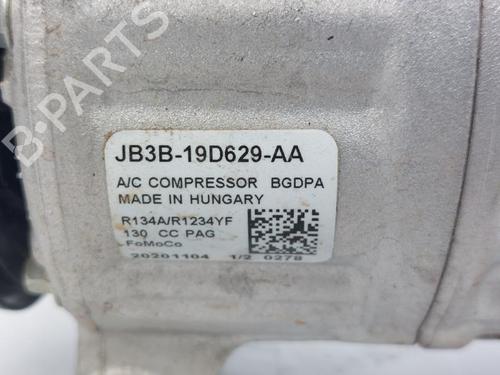 JB3B-19D629-AA
A/C COMPRESSOR BGDPA
MADE IN HUNGARY
R134A/R1234YF
130 CC PAG
FoMoCo
20201104 1/2 0278
B-PARTS